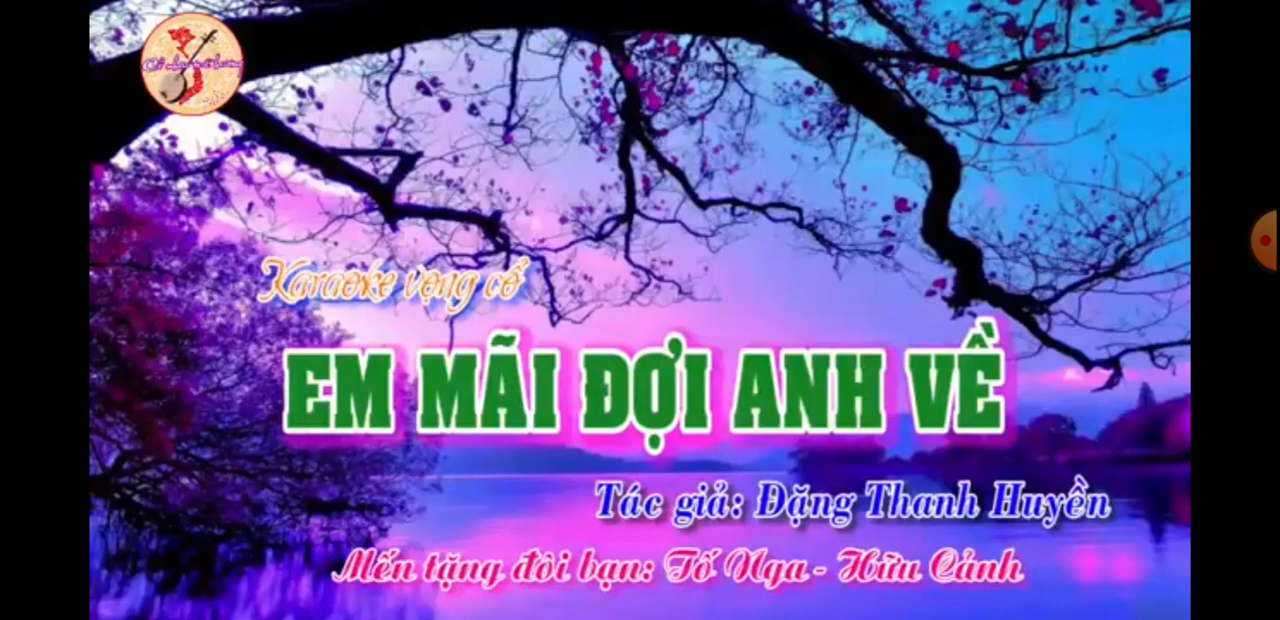 Karaoke vọng cổ
EM MÃI ĐỢI ANH VỀ
Tác giả: Đặng Thanh Huyền
Mến tặng đôi bạn: Tố Nga - Hữu Cảnh